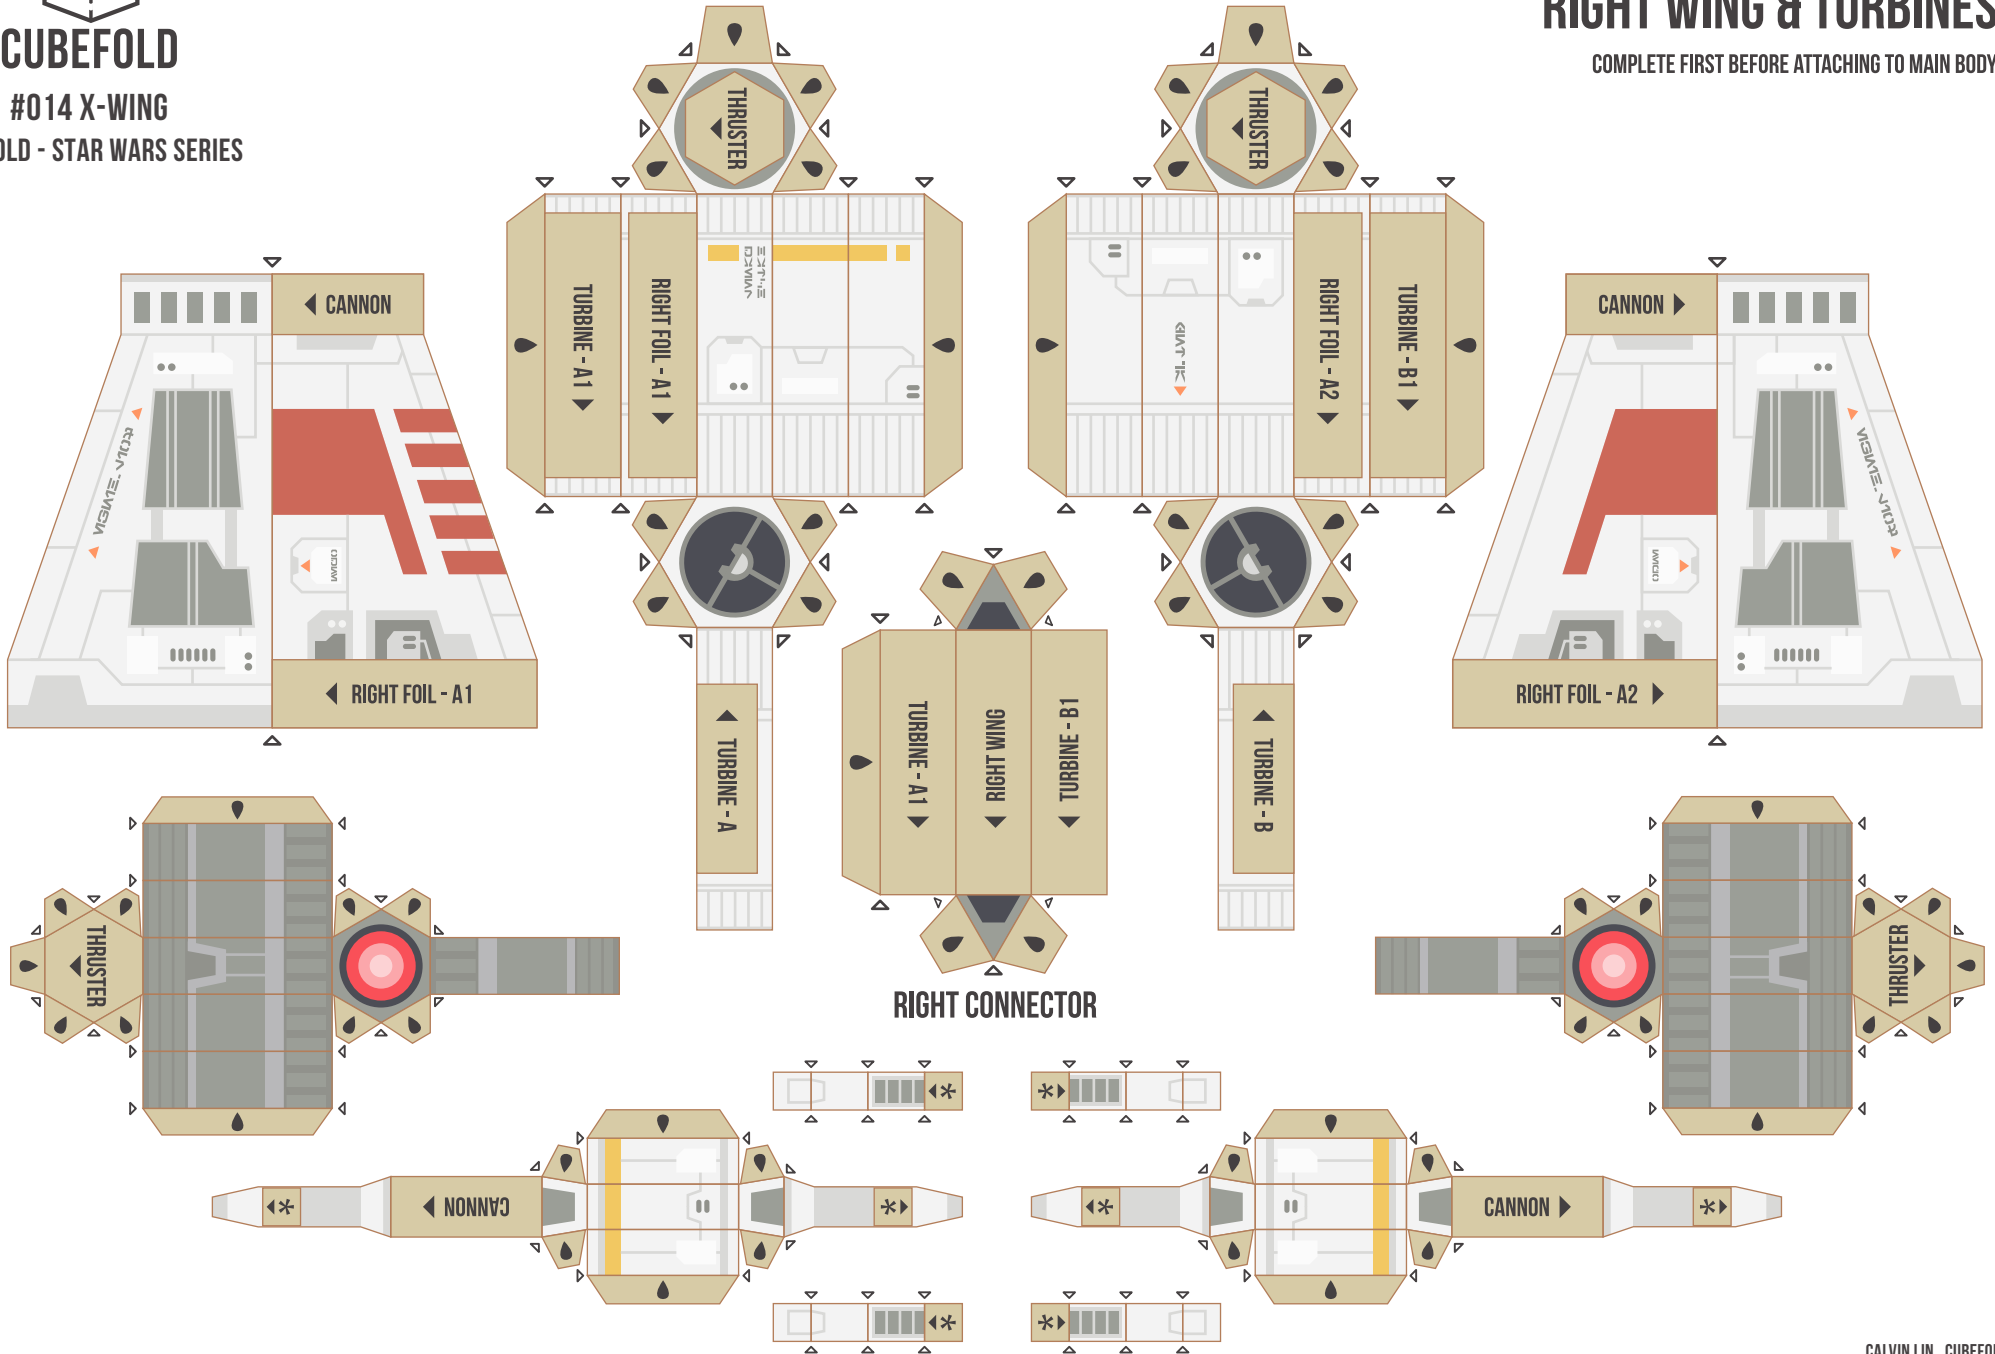 CUBEFOLD
#014 X-WING
OLD - STAR WARS SERIES
RIGHT WING & TURBINES
COMPLETE FIRST BEFORE ATTACHING TO MAIN BODY
THRUSTER
THRUSTER
CANNON
TURBINE - A1
RIGHT FOIL - A1
RIGHT FOIL - A2
TURBINE - B1
CANNON
RIGHT FOIL - A1
RIGHT FOIL - A2
TURBINE - A
TURBINE - A1
RIGHT WING
TURBINE - B1
TURBINE - B
THRUSTER
THRUSTER
RIGHT CONNECTOR
*
*
*
CANNON
*
*
CANNON
*
*
*
CALVIN LIN